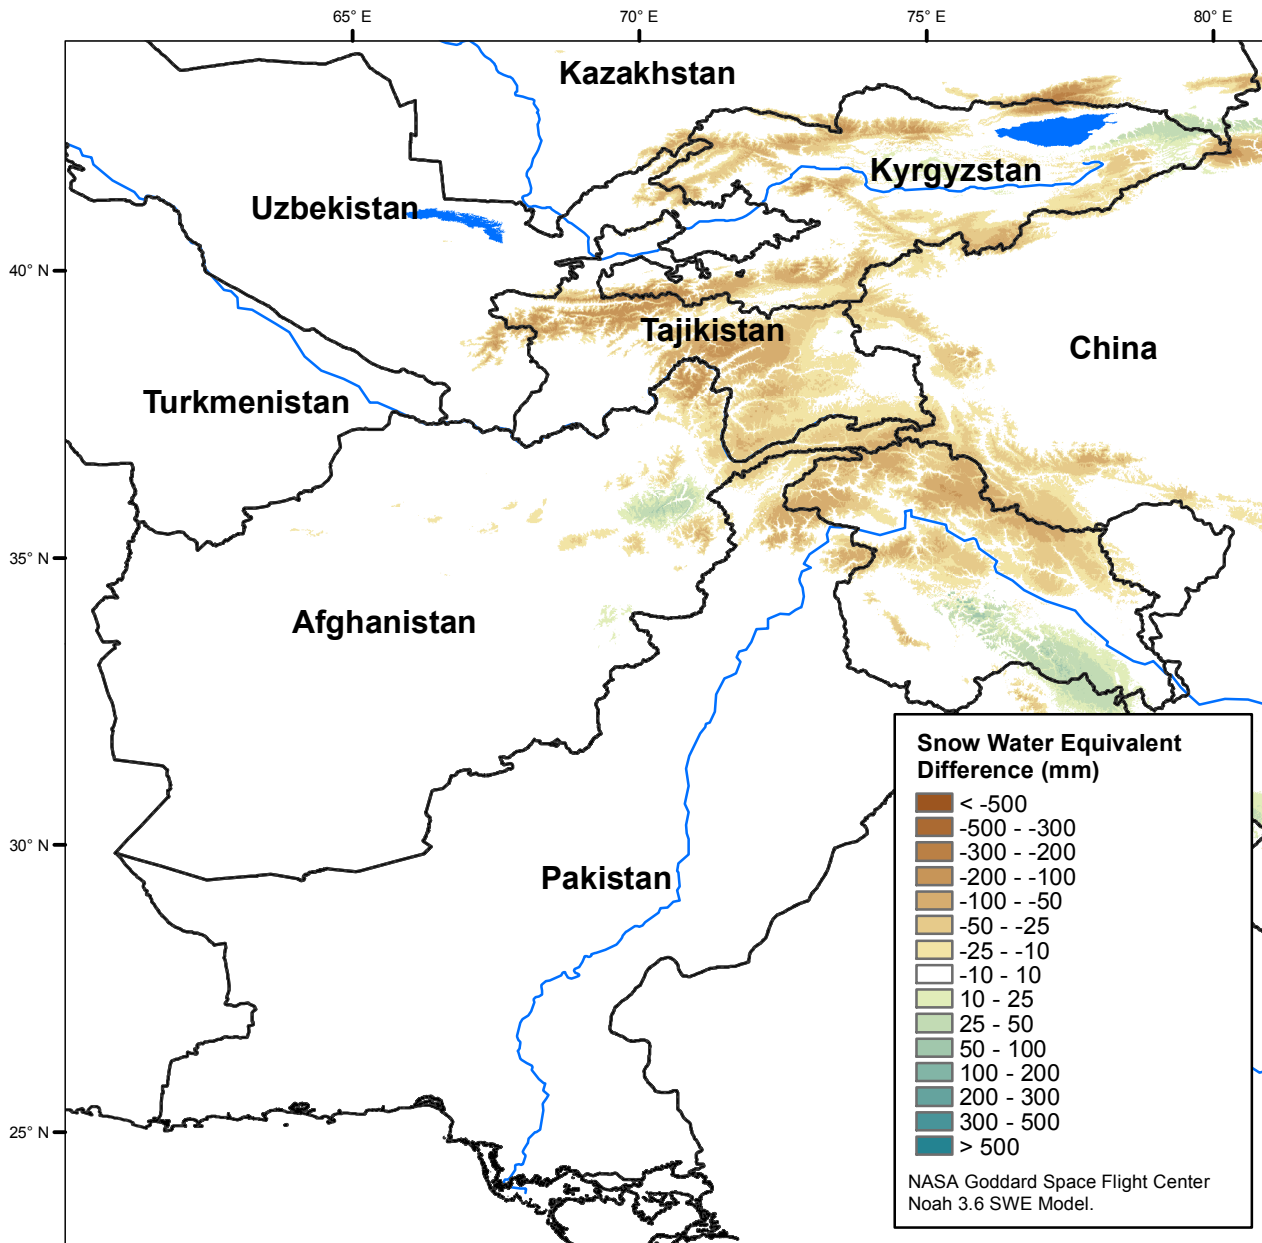 65° E
70° E
75° E
80° E
Kazakhstan
Kyrgyzstan
Uzbekistan
40° N
Tajikistan
China
Turkmenistan
35° N
Afghanistan
30° N
Pakistan
25° N
Snow Water Equivalent
Difference (mm)
< -500
-500 - -300
-300 - -200
-200 - -100
-100 - -50
-50 - -25
-25 - -10
-10 - 10
10 - 25
25 - 50
50 - 100
100 - 200
200 - 300
300 - 500
> 500
NASA Goddard Space Flight Center
Noah 3.6 SWE Model.